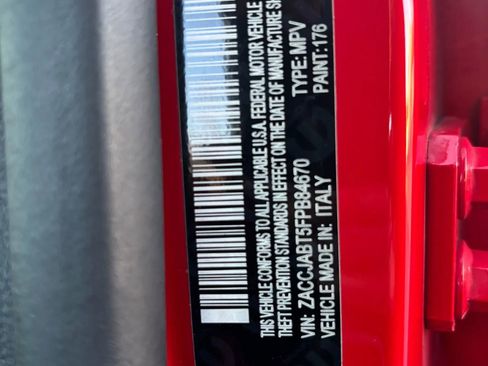 THIS VEHICLE CONFORMS TO ALL APPLICABLE U.S.A. FEDERAL MOTOR VEHICLE
THEFT PREVENTION STANDARDS IN EFFECT ON THE DATE OF MANUFACTURE
VIN: ZACCJABT5FPB84670 TYPE: MPV
VEHICLE MADE IN: ITALY PAINT: 176